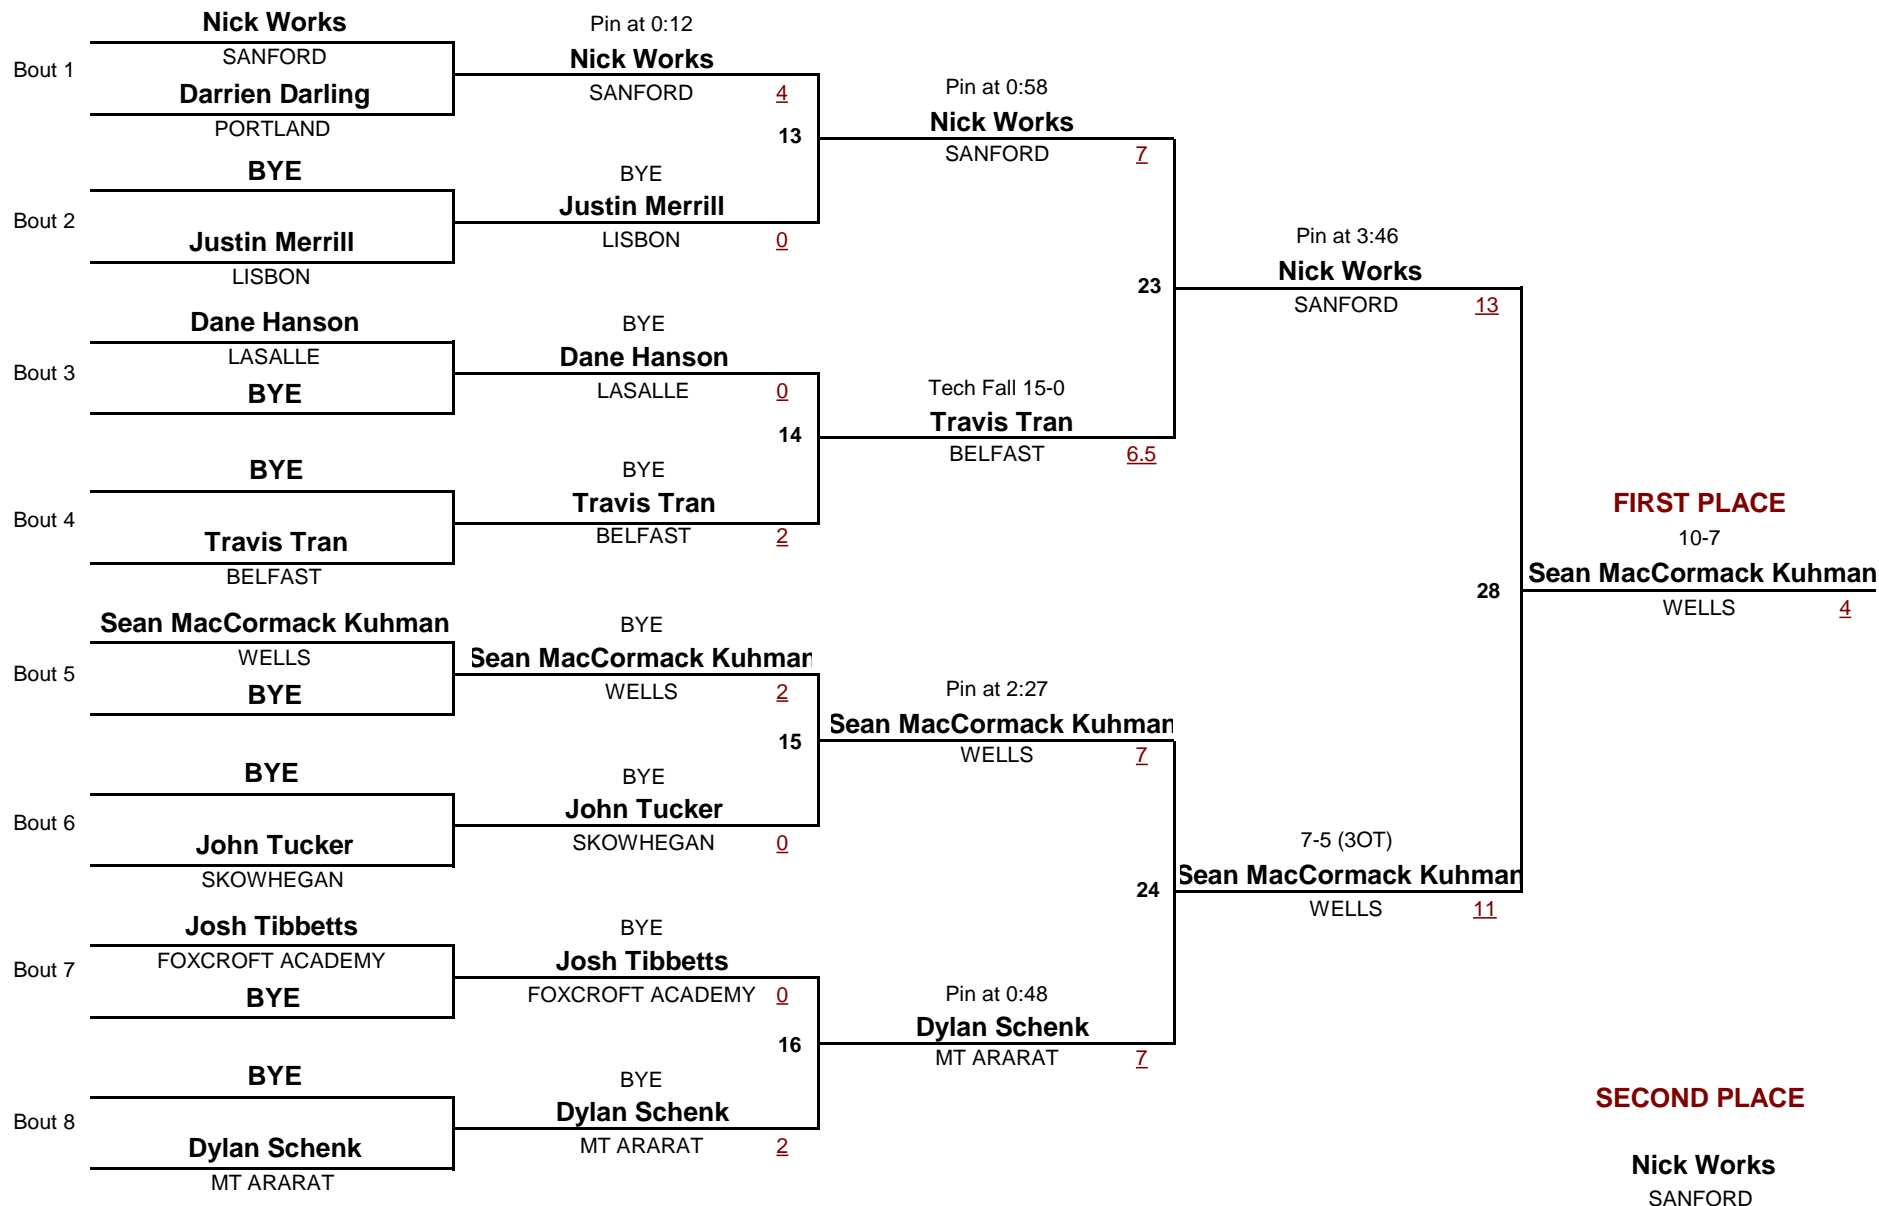 Nick Works
SANFORD
Bout 1
Darrien Darling
PORTLAND
BYE
Bout 2
Justin Merrill
LISBON
Dane Hanson
LASALLE
Bout 3
BYE
BYE
Bout 4
Travis Tran
BELFAST
Sean MacCormack Kuhman
WELLS
Bout 5
BYE
BYE
Bout 6
John Tucker
SKOWHEGAN
Josh Tibbetts
FOXCROFT ACADEMY
Bout 7
BYE
BYE
Bout 8
Dylan Schenk
MT ARARAT
Pin at 0:12
Nick Works
SANFORD 4
13
BYE
Justin Merrill
LISBON 0
BYE
Dane Hanson
LASALLE 0
14
BYE
Travis Tran
BELFAST 2
BYE
Sean MacCormack Kuhman
WELLS 2
15
BYE
John Tucker
SKOWHEGAN 0
BYE
Josh Tibbetts
FOXCROFT ACADEMY 0
16
BYE
Dylan Schenk
MT ARARAT 2
Pin at 0:58
Nick Works
SANFORD 7
23
Tech Fall 15-0
Travis Tran
BELFAST 6.5
Pin at 2:27
Sean MacCormack Kuhman
WELLS 7
24
Pin at 0:48
Dylan Schenk
MT ARARAT 7
Pin at 3:46
Nick Works
SANFORD 13
28
7-5 (3OT)
Sean MacCormack Kuhman
WELLS 11
FIRST PLACE
10-7
Sean MacCormack Kuhman
WELLS 4
SECOND PLACE
Nick Works
SANFORD